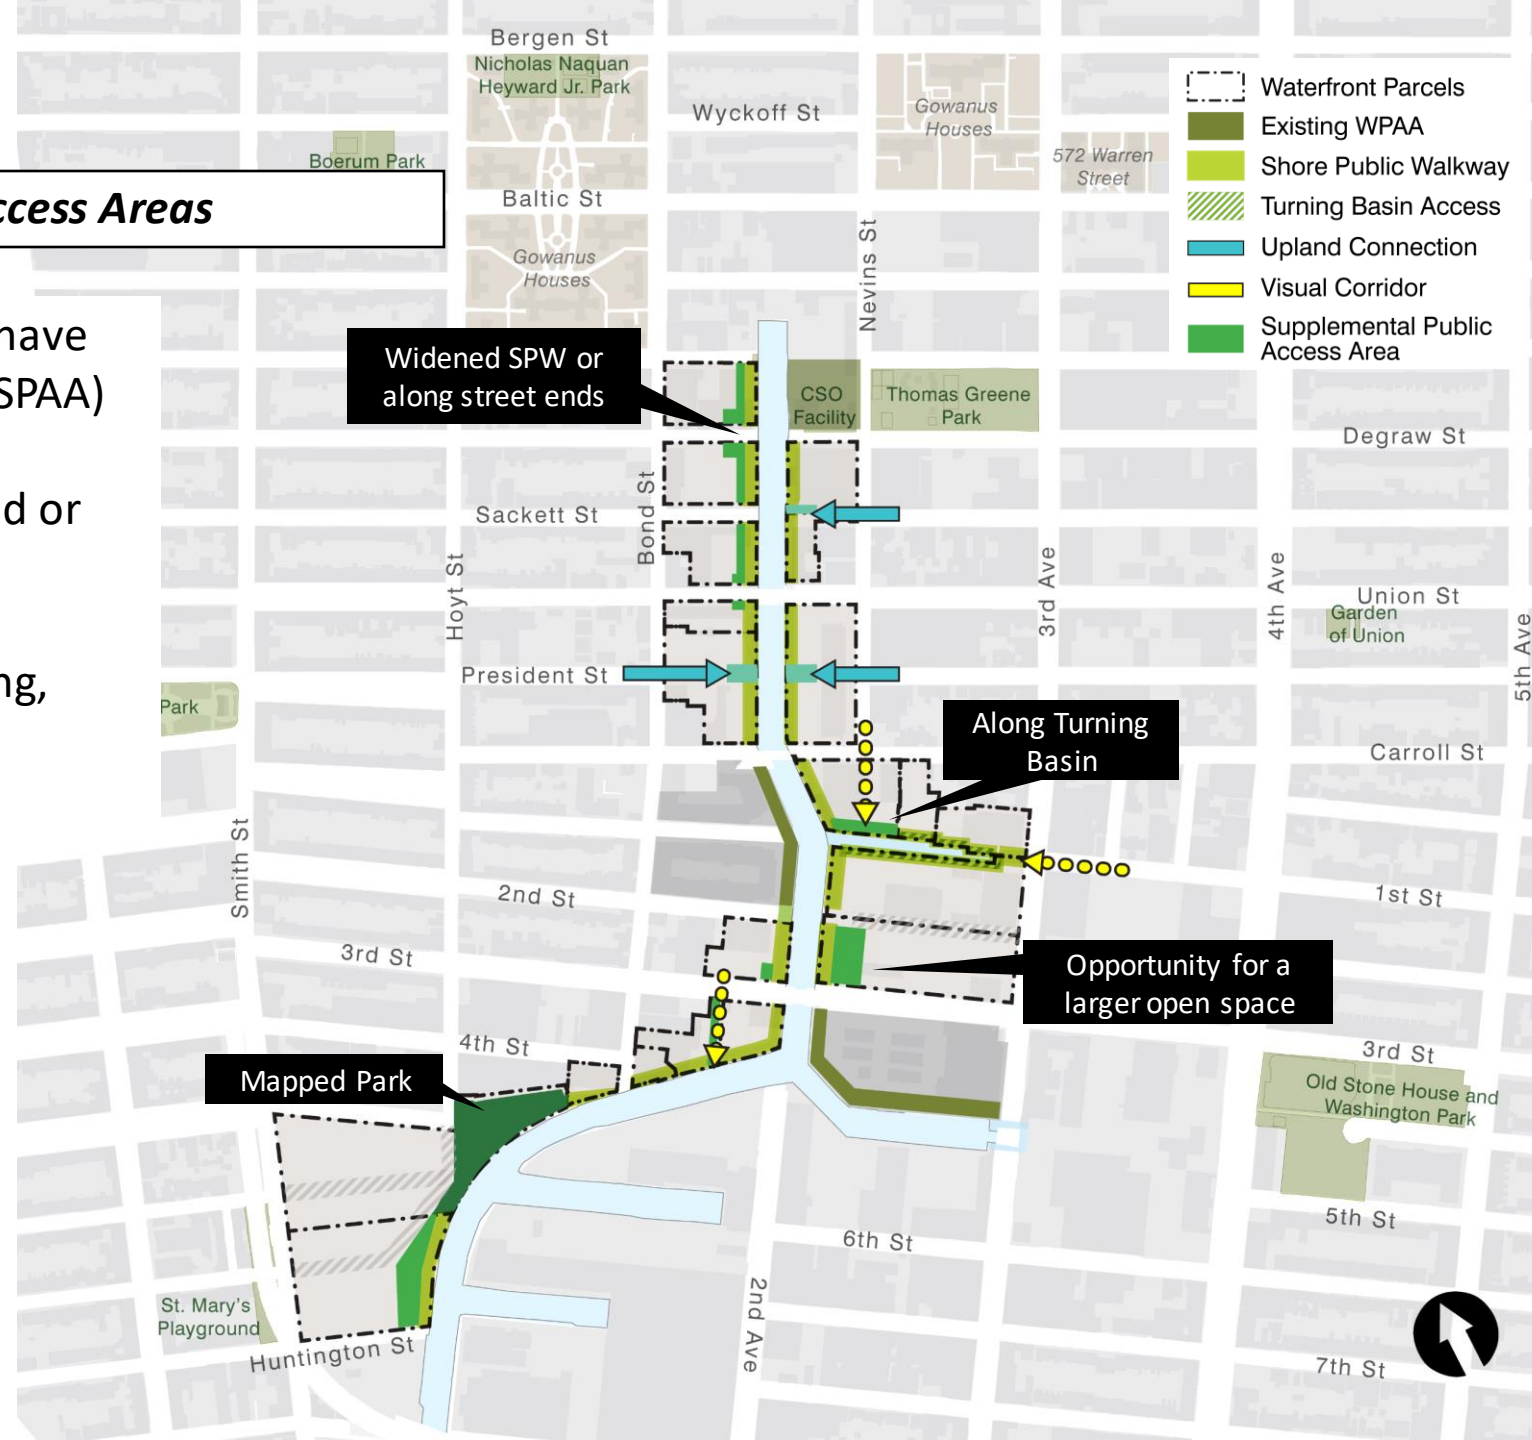 Bergen St
Nicholas Naquan
Heyward Jr. Park
Wyckoff St
Gowanus
Houses
572 Warren
Street
Boerum Park
Baltic St
Gowanus
Houses
Nevins St
Waterfront Parcels
Existing WPAA
Shore Public Walkway
Turning Basin Access
Upland Connection
Visual Corridor
Supplemental Public
Access Area
Access Areas
have
SPAA)
d or
ng,
Widened SPW or
along street ends
CSO
Facility
Thomas Greene
Park
Degraw St
Sackett St
Bond St
Hoyt St
3rd Ave
4th Ave
Union St
Garden
of Union
5th Ave
President St
Park
Along Turning
Basin
Carroll St
Smith St
2nd St
1st St
3rd St
Opportunity for a
larger open space
4th St
Mapped Park
3rd St
Old Stone House and
Washington Park
5th St
6th St
2nd Ave
St. Mary's
Playground
Huntington St
7th St